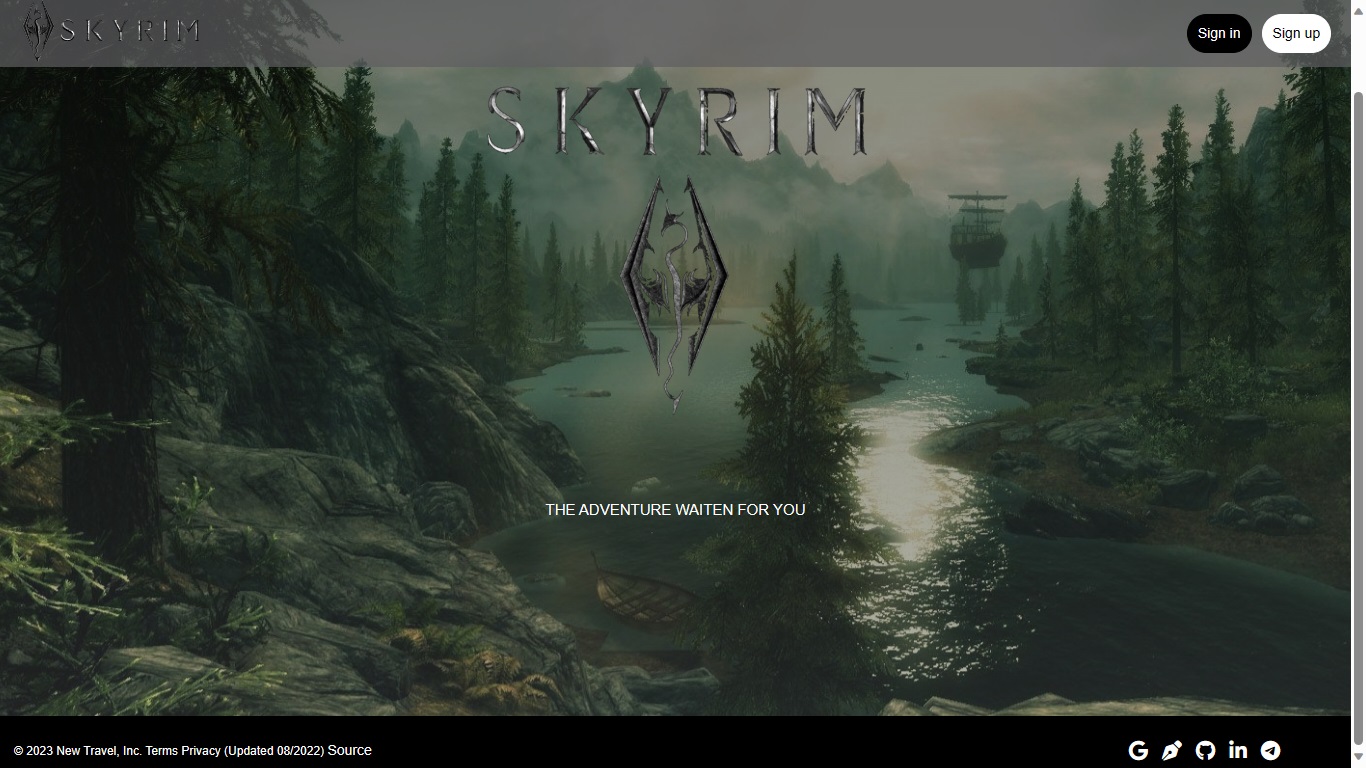 SKYRIM
Sign in
Sign up
SKYRIM
THE ADVENTURE WAITEN FOR YOU
© 2023 New Travel, Inc. Terms Privacy (Updated 08/2022) Source